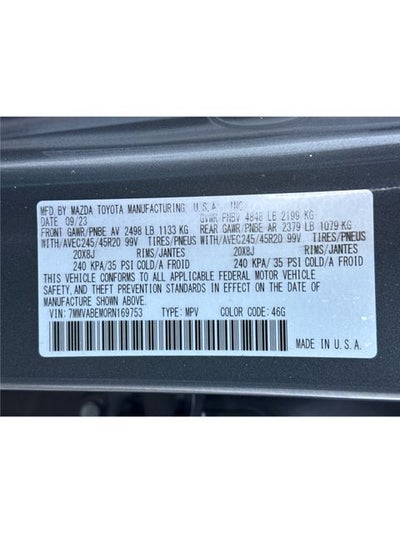 MFD. BY MAZDA TOYOTA MANUFACTURING, U.S.A., INC.
DATE 09/23 GVWR/PNBV 4848 LB 2199 KG
FRONT GAWR/PNBE AV 2498 LB 1133 KG REAR GAWR/PNBE AR 2379 LB 1079 KG
WITH/AVEC245/45R20 99V TIRES/PNEUS WITH/AVEC245/45R20 99V TIRES/PNEUS
20X8J RIMS/JANTES 20X8J RIMS/JANTES
240 KPA/35 PSI COLD/A FROID 240 KPA/35 PSI COLD/A FROID
THIS VEHICLE CONFORMS TO ALL APPLICABLE FEDERAL MOTOR VEHICLE
SAFETY,AND THEFT PREVENTION STANDARDS IN EFFECT ON THE DATE OF
MANUFACTURE SHOWN ABOVE.
VIN: 7MMVABEM0RN169753 TYPE: MPV COLOR CODE: 46G
MADE IN U.S.A.